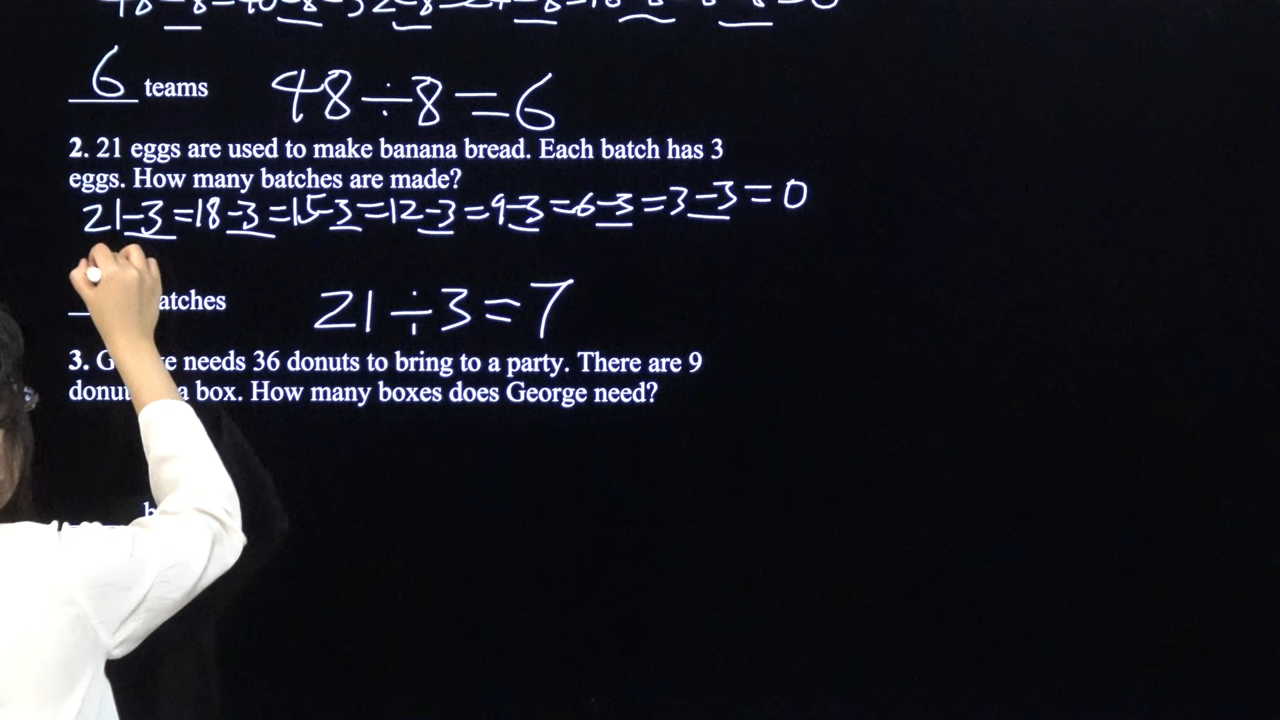 6 teams 48÷8=6
2. 21 eggs are used to make banana bread. Each batch has 3
eggs. How many batches are made?
21-3=18-3=15-3=12-3=9-3=6-3=3-3=0
atches 21÷3=7
3. needs 36 donuts to bring to a party. There are 9
a box. How many boxes does George need?